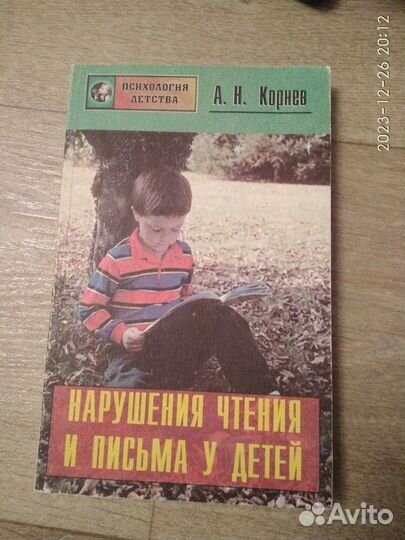 2023-12-26 20:12
ПСИХОЛОГИЯ
ДЕТСТВА
А. Н. Корнев
НАРУШЕНИЯ ЧТЕНИЯ
И ПИСЬМА У ДЕТЕЙ
Avito